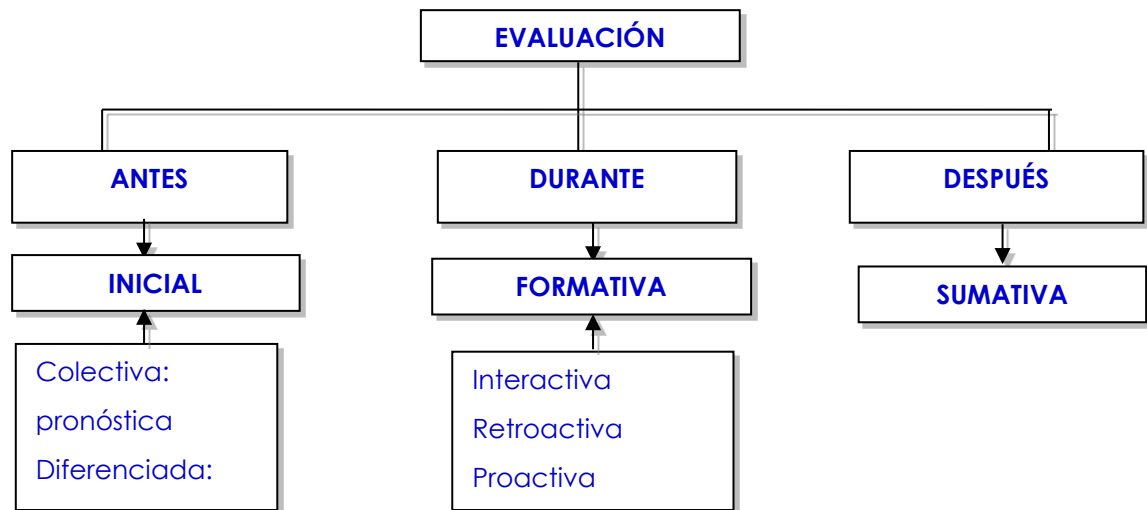 EVALUACIÓN
ANTES
DURANTE
DESPUÉS
INICIAL
FORMATIVA
SUMATIVA
Colectiva:
pronóstica
Diferenciada:
Interactiva
Retroactiva
Proactiva